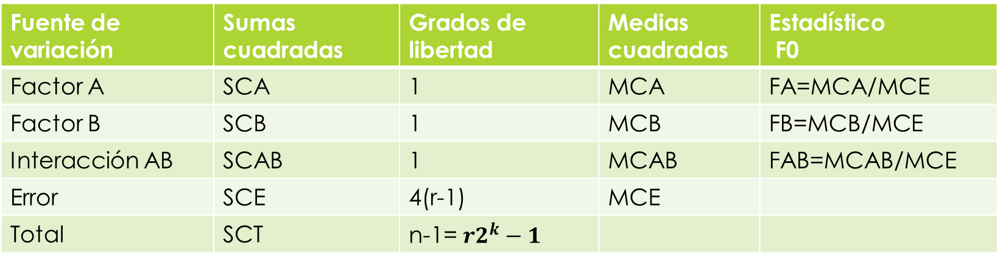 Fuente de variación Sumas cuadradas Grados de libertad Medias cuadradas Estadístico F0
Factor A SCA 1 MCA FA=MCA/MCE
Factor B SCB 1 MCB FB=MCB/MCE
Interacción AB SCAB 1 MCAB FAB=MCAB/MCE
Error SCE 4(r-1) MCE
Total SCT n-1= r2^k − 1